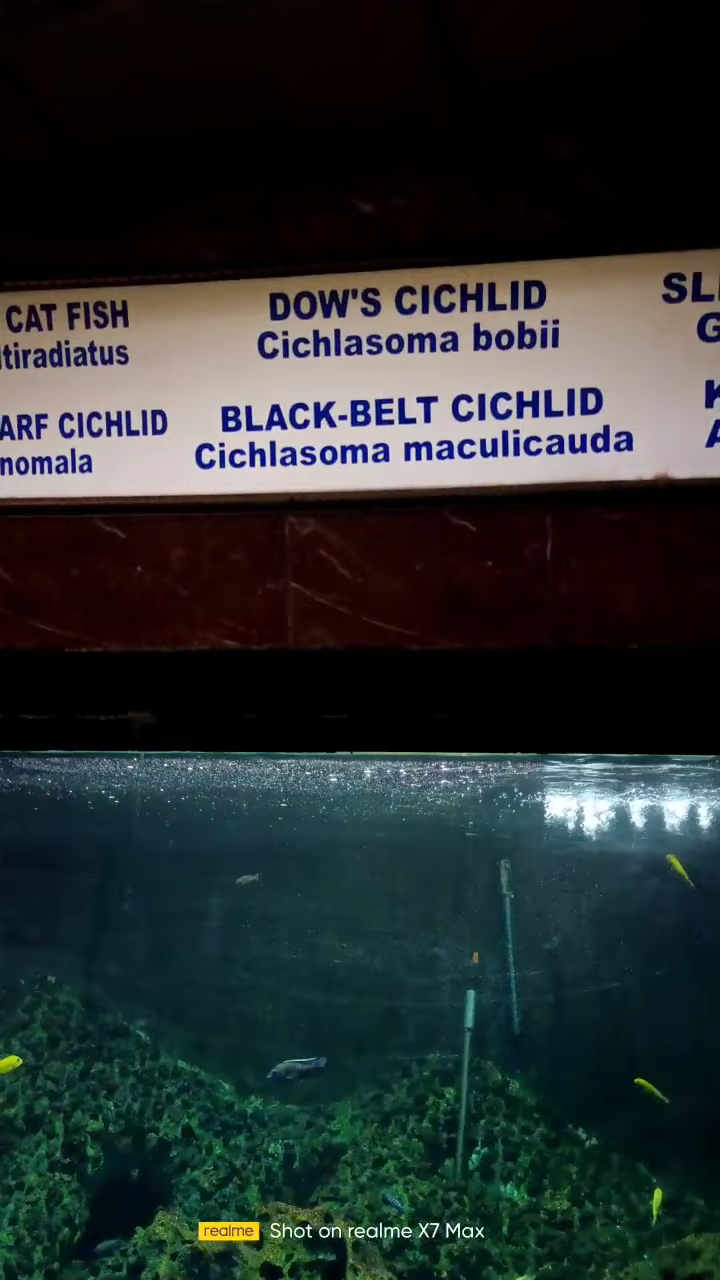 CAT FISH
tiradiatus
ARF CICHLID
nomala
DOW'S CICHLID
Cichlasoma bobii
BLACK-BELT CICHLID
Cichlasoma maculicauda
SL
G
K
A
realme Shot on realme X7 Max